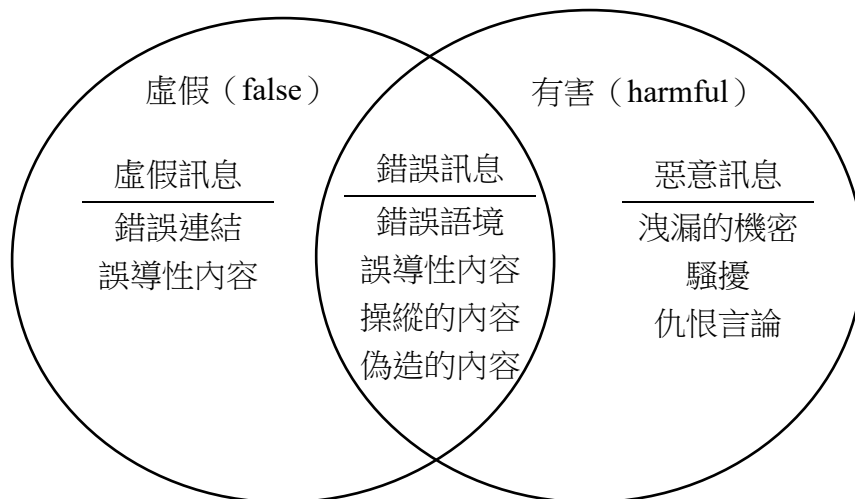 虛假（false）
有害（harmful）
虛假訊息
錯誤連結
誤導性內容
錯誤訊息
錯誤語境
誤導性內容
操縱的內容
偽造的內容
惡意訊息
洩漏的機密
騷擾
仇恨言論